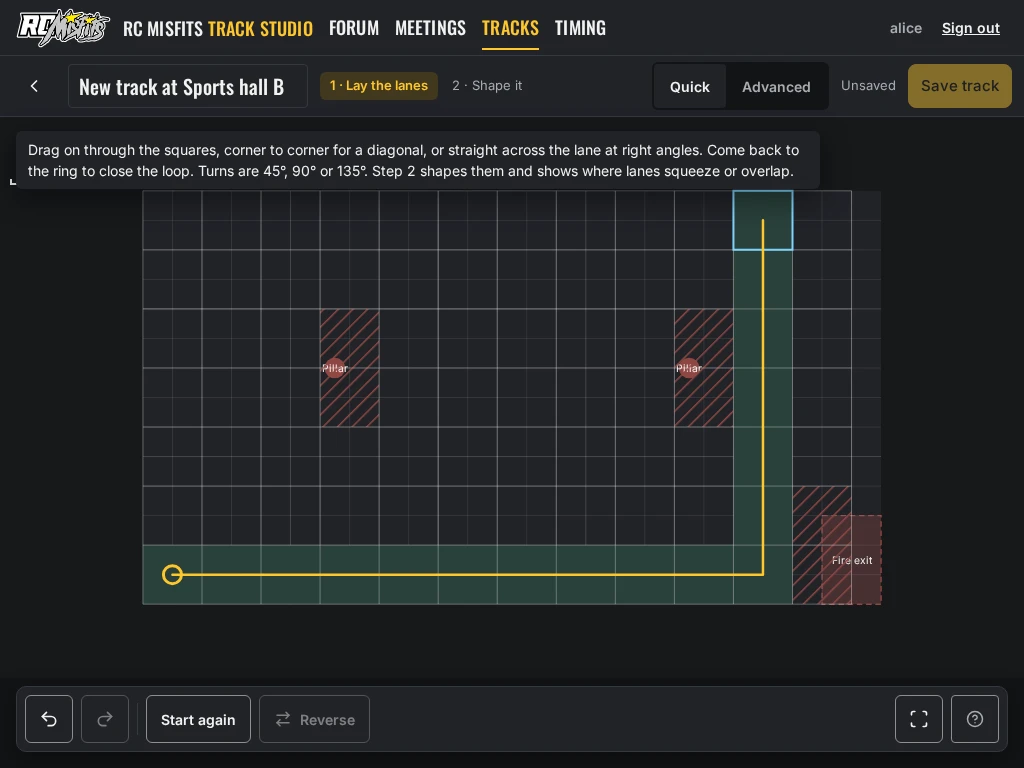 RC Misfits
RC MISFITS TRACK STUDIO FORUM MEETINGS TRACKS TIMING alice Sign out
New track at Sports hall B 1 · Lay the lanes 2 · Shape it Quick Advanced Unsaved Save track
Drag on through the squares, corner to corner for a diagonal, or straight across the lane at right angles. Come back to
the ring to close the loop. Turns are 45°, 90° or 135°. Step 2 shapes them and shows where lanes squeeze or overlap.
Pillar Pillar
Fire exit
Start again Reverse